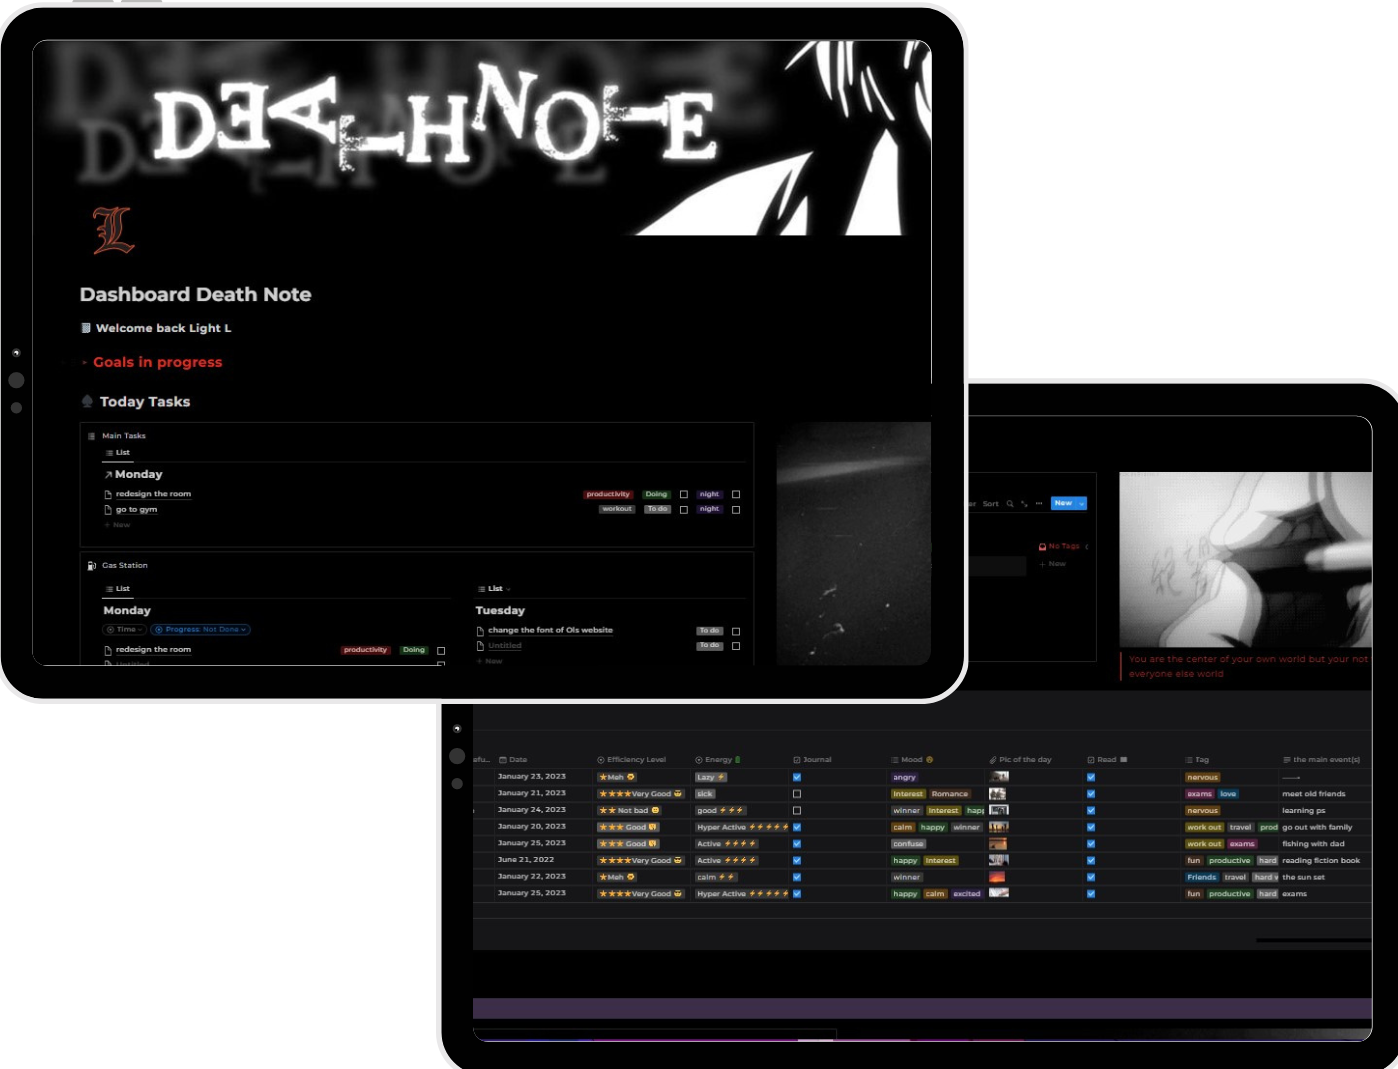 DEATH NOTE
L
Dashboard Death Note
Welcome back Light L
Goals in progress
Today Tasks
Main Tasks
List
Monday
redesign the room productivity Doing night
go to gym workout To do night
+ New
Gas Station
List
Monday
Time Progress: Not Done
redesign the room productivity Doing
Untitled
List
Tuesday
change the font of Ols website To do
Untitled To do
+ New
Sort ··· New
No Tags
+ New
You are the center of your own world but your not
everyone else world
Date Efficiency Level Energy Journal Mood Pic of the day Read Tag the main event(s)
January 23, 2023 ★Meh Lazy angry nervous
January 21, 2023 ★★★★Very Good sick Interest Romance exams love meet old friends
January 24, 2023 ★★ Not bad good winner Interest nervous learning ps
January 20, 2023 ★★★ Good Hyper Active calm happy winner work out travel prod go out with family
January 25, 2023 ★★★ Good Active confuse work out exams fishing with dad
June 21, 2022 ★★★★Very Good Active happy Interest fun productive hard reading fiction book
January 22, 2023 ★Meh calm winner Friends travel hard the sun set
January 25, 2023 ★★★★Very Good Hyper Active happy calm excited fun productive hard exams